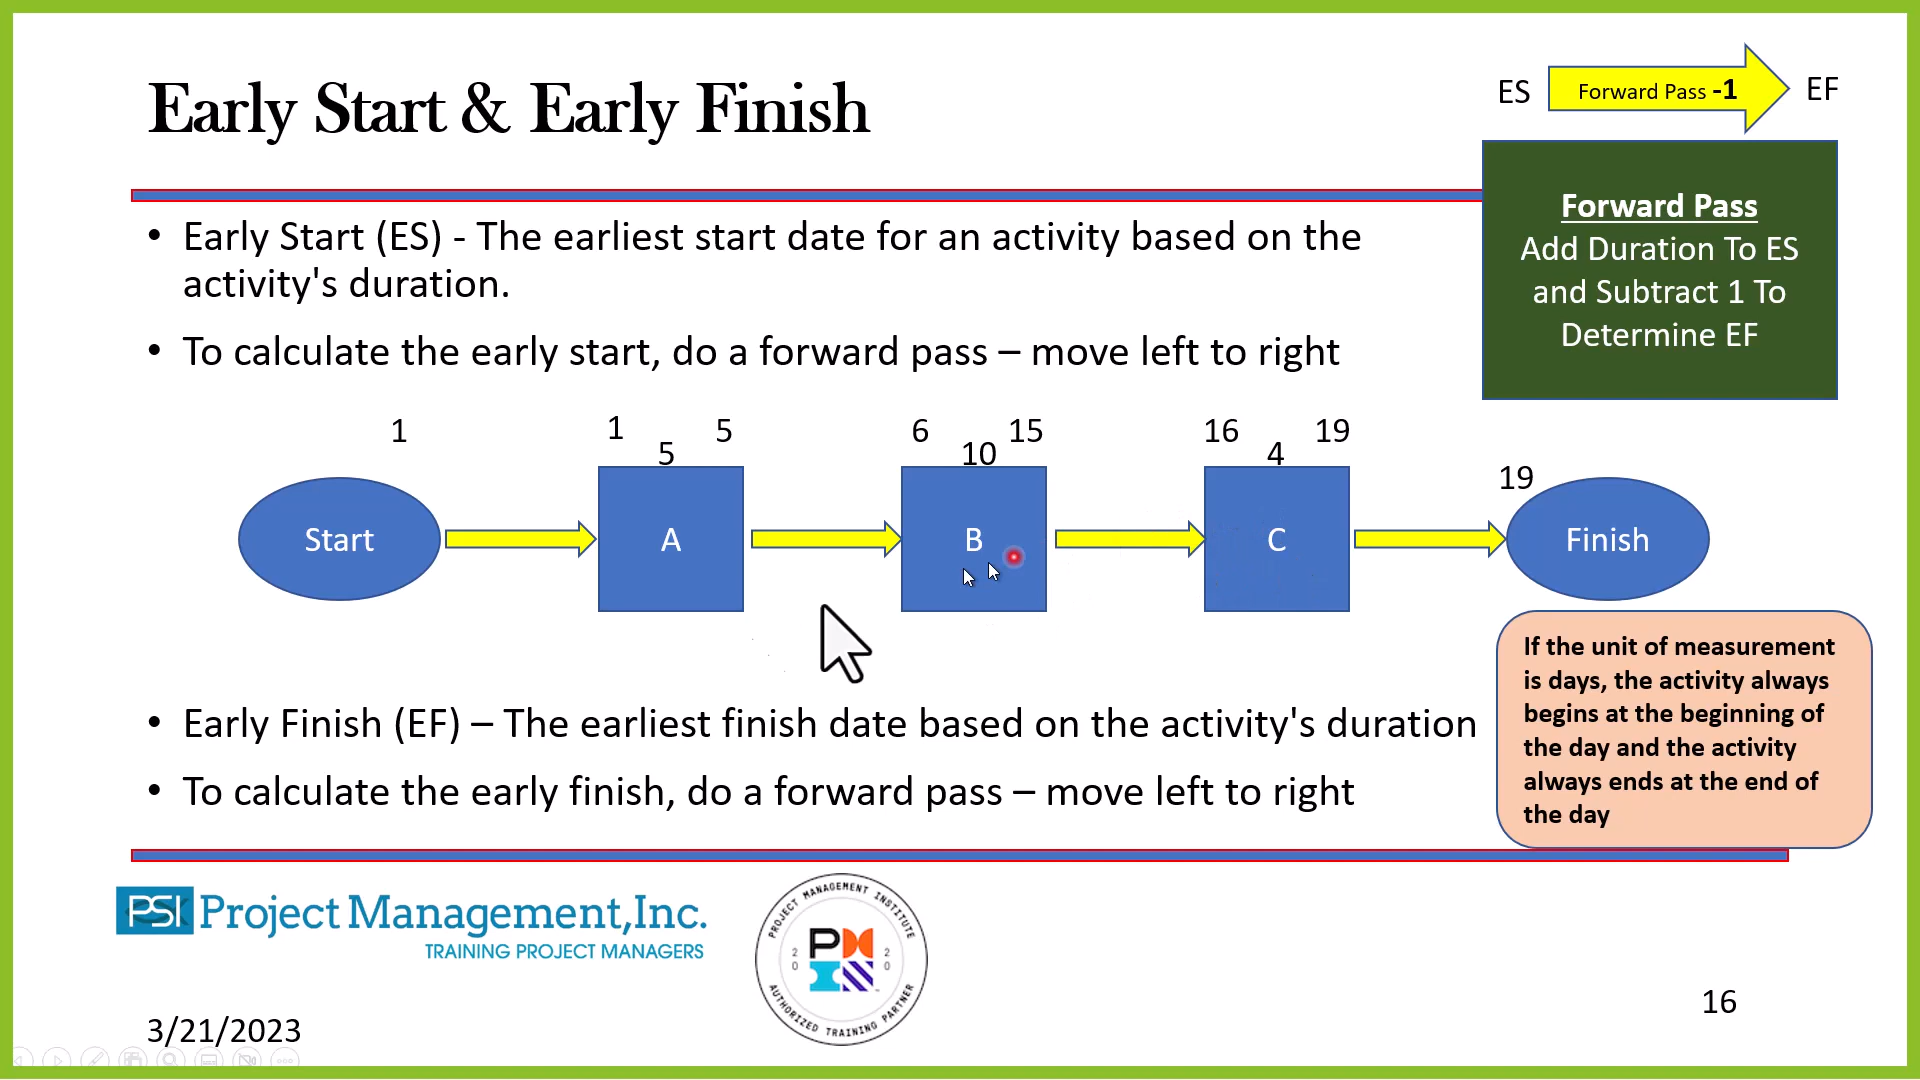 Early Start & Early Finish
ES
Forward Pass -1
EF
Forward Pass
Add Duration To ES
and Subtract 1 To
Determine EF
• Early Start (ES) - The earliest start date for an activity based on the
activity's duration.
• To calculate the early start, do a forward pass – move left to right
1
1
5
5
6
10
15
16
4
19
19
Start
A
B
C
Finish
If the unit of measurement
is days, the activity always
begins at the beginning of
the day and the activity
always ends at the end of
the day
• Early Finish (EF) – The earliest finish date based on the activity's duration
• To calculate the early finish, do a forward pass – move left to right
PSI Project Management, Inc.
TRAINING PROJECT MANAGERS
PROJECT MANAGEMENT INSTITUTE
20 20
AUTHORIZED TRAINING PARTNER
16
3/21/2023